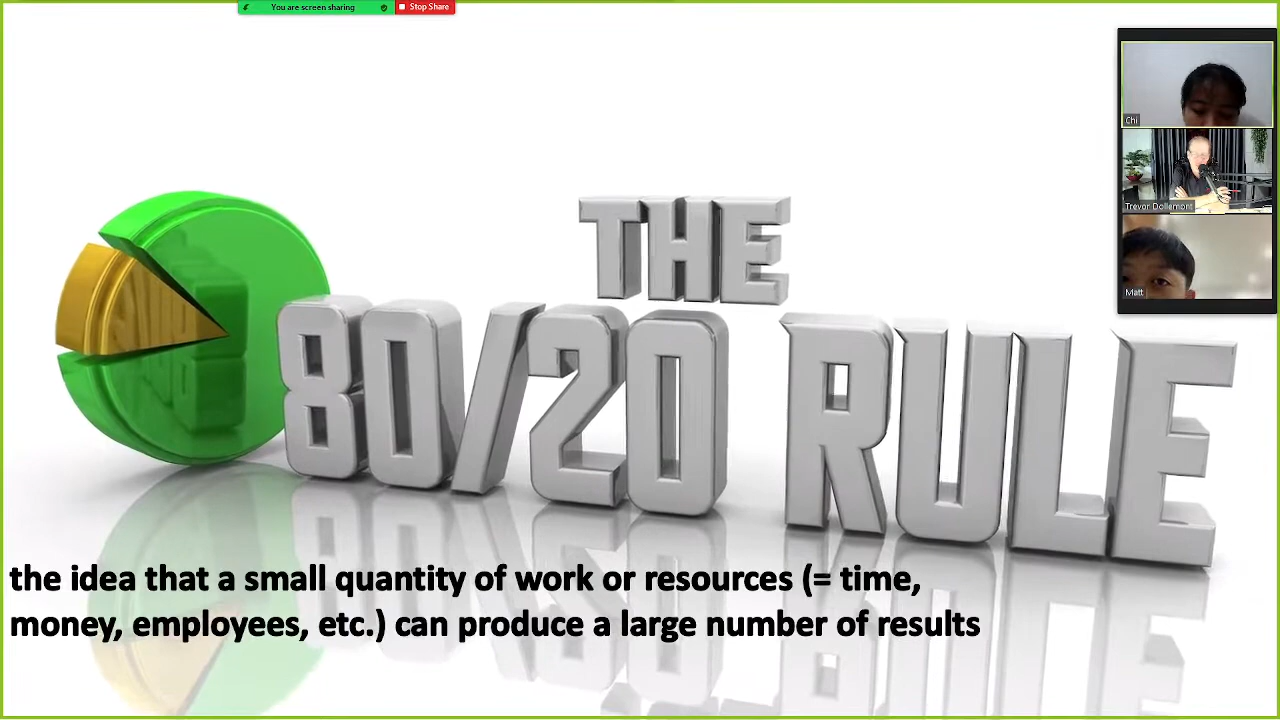 You are screen sharing
Stop Share
Chi
Trevor Dollemont
Matt
THE
80/20 RULE
the idea that a small quantity of work or resources (= time,
money, employees, etc.) can produce a large number of results